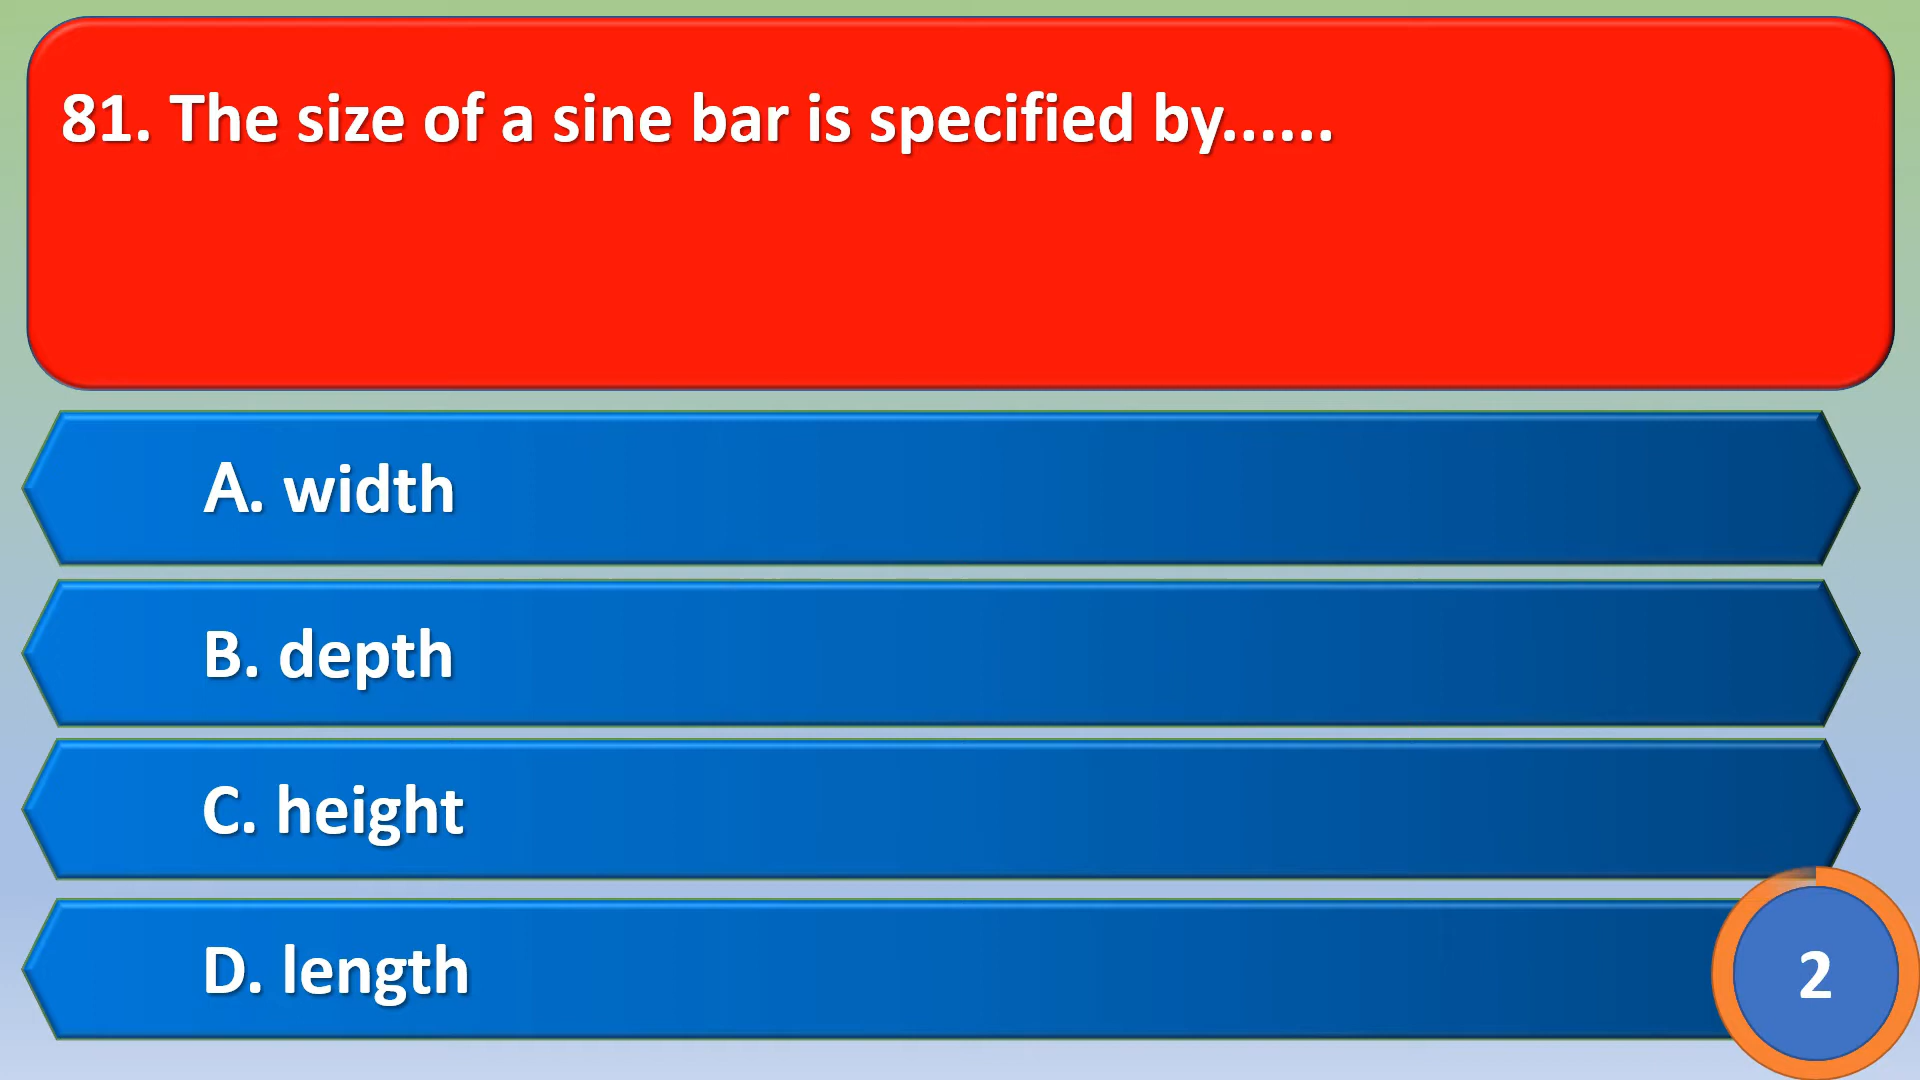 81. The size of a sine bar is specified by......
A. width
B. depth
C. height
D. length
2